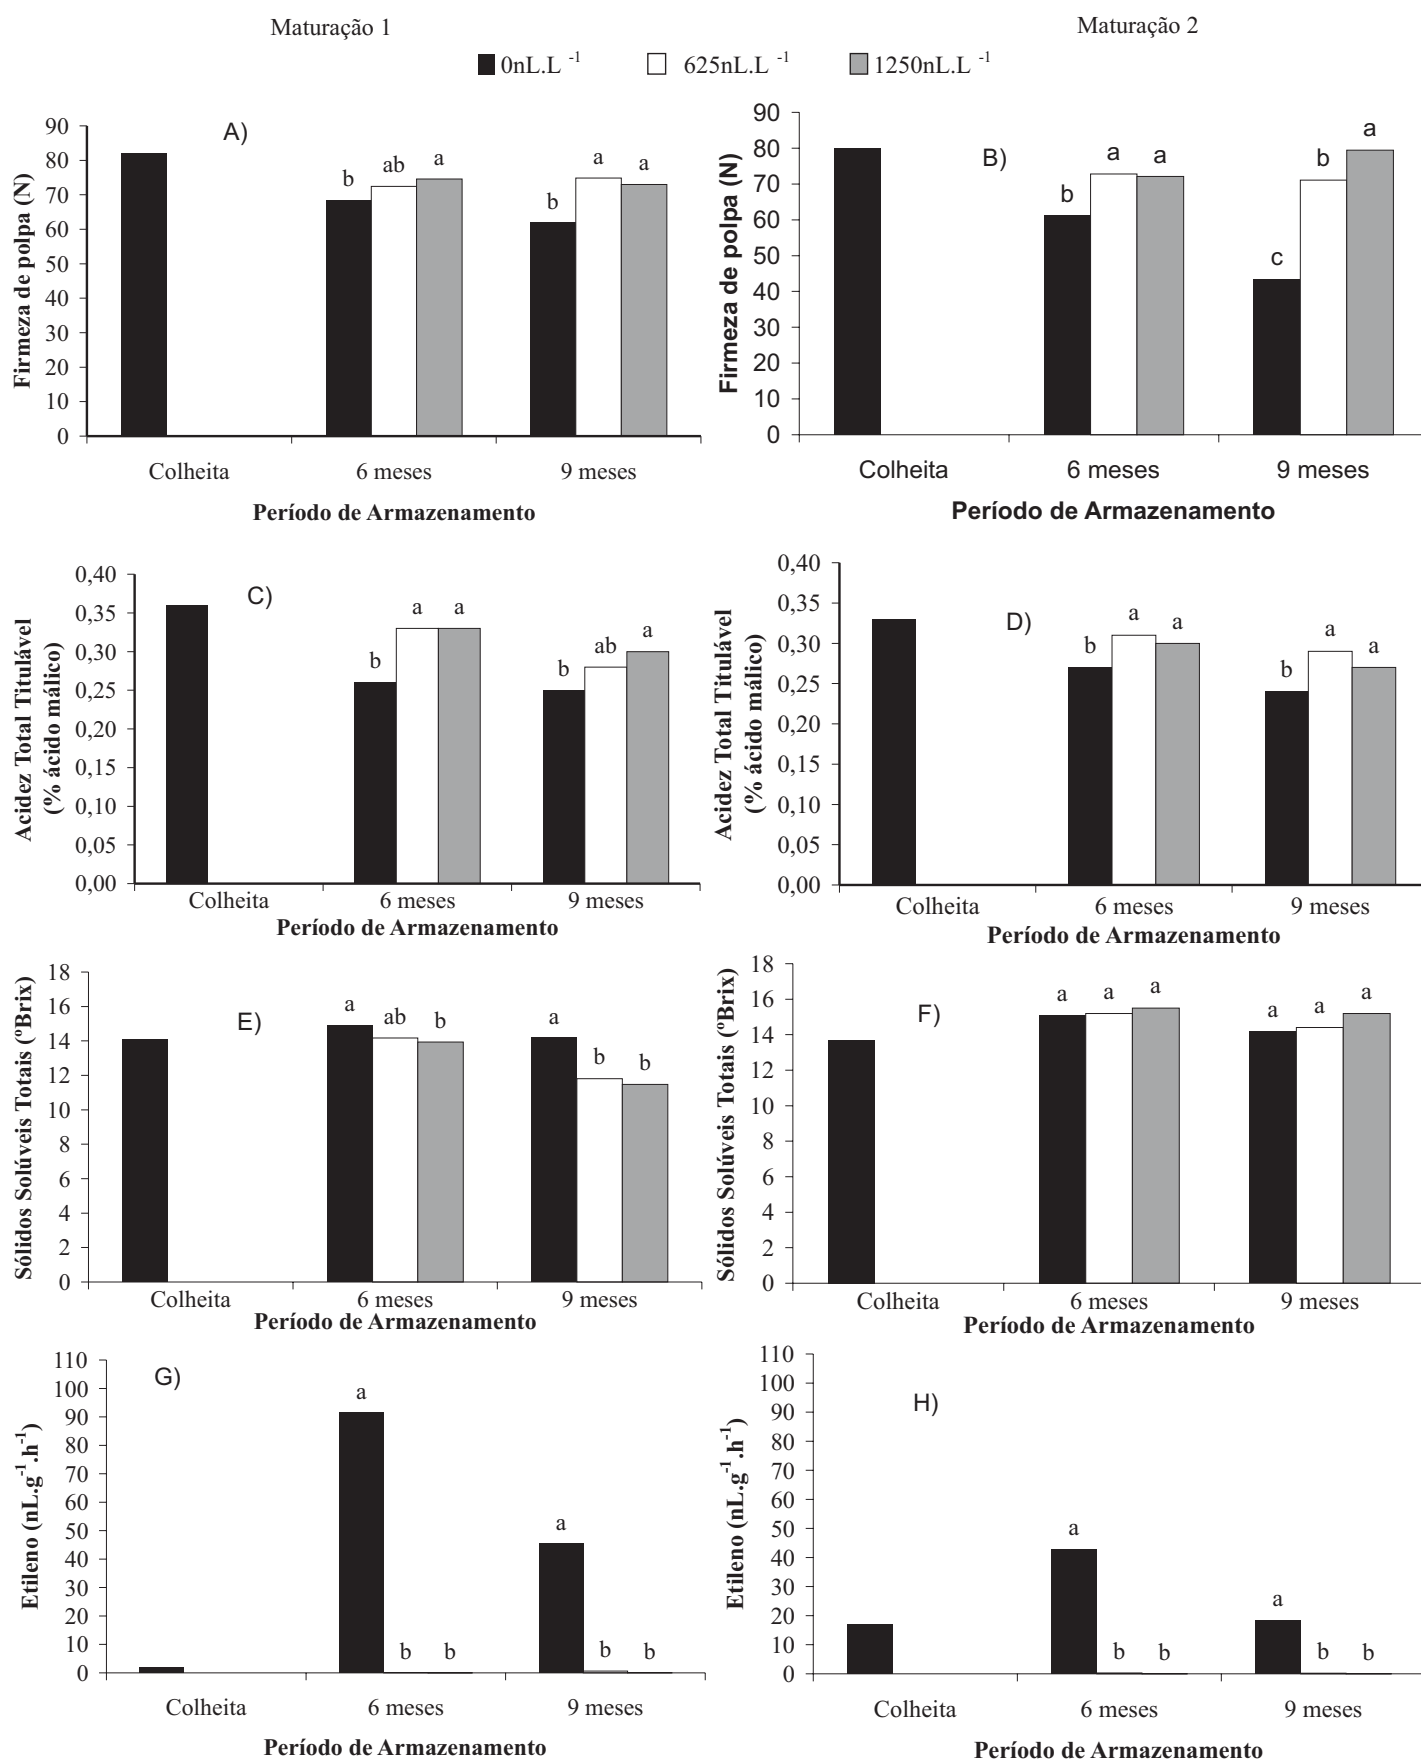 Maturação 1
Maturação 2
0nL.L -1
625nL.L -1
1250nL.L -1
A)
Firmeza de polpa (N)
90
80
70
60
50
40
30
20
10
0
b
ab
a
b
a
a
Colheita
6 meses
9 meses
Período de Armazenamento
B)
Firmeza de polpa (N)
90
80
70
60
50
40
30
20
10
0
b
a
a
c
b
a
Colheita
6 meses
9 meses
Período de Armazenamento
C)
Acidez Total Titulável
(% ácido málico)
0,40
0,35
0,30
0,25
0,20
0,15
0,10
0,05
0,00
b
a
a
b
ab
a
Colheita
6 meses
9 meses
Período de Armazenamento
D)
Acidez Total Titulável
(% ácido málico)
0,40
0,35
0,30
0,25
0,20
0,15
0,10
0,05
0,00
b
a
a
b
a
a
Colheita
6 meses
9 meses
Período de Armazenamento
E)
Sólidos Solúveis Totais (ºBrix)
18
16
14
12
10
8
6
4
2
0
a
ab
b
a
b
b
Colheita
6 meses
9 meses
Período de Armazenamento
F)
Sólidos Solúveis Totais (ºBrix)
18
16
14
12
10
8
6
4
2
0
a
a
a
a
a
a
Colheita
6 meses
9 meses
Período de Armazenamento
G)
Etileno (nL.g-1.h-1)
110
100
90
80
70
60
50
40
30
20
10
0
a
b
b
a
b
b
Colheita
6 meses
9 meses
Período de Armazenamento
H)
Etileno (nL.g-1.h-1)
110
100
90
80
70
60
50
40
30
20
10
0
a
b
b
a
b
b
Colheita
6 meses
9 meses
Período de Armazenamento